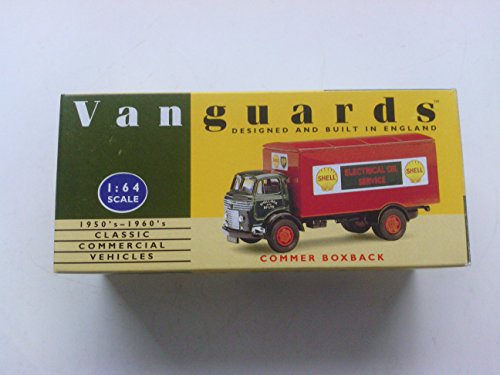 Vanguards™
DESIGNED AND BUILT IN ENGLAND
1:64
SCALE
1950's–1960's
CLASSIC
COMMERCIAL
VEHICLES
SHELL
ELECTRICAL OIL
SERVICE
SHELL
COMMER BOXBACK